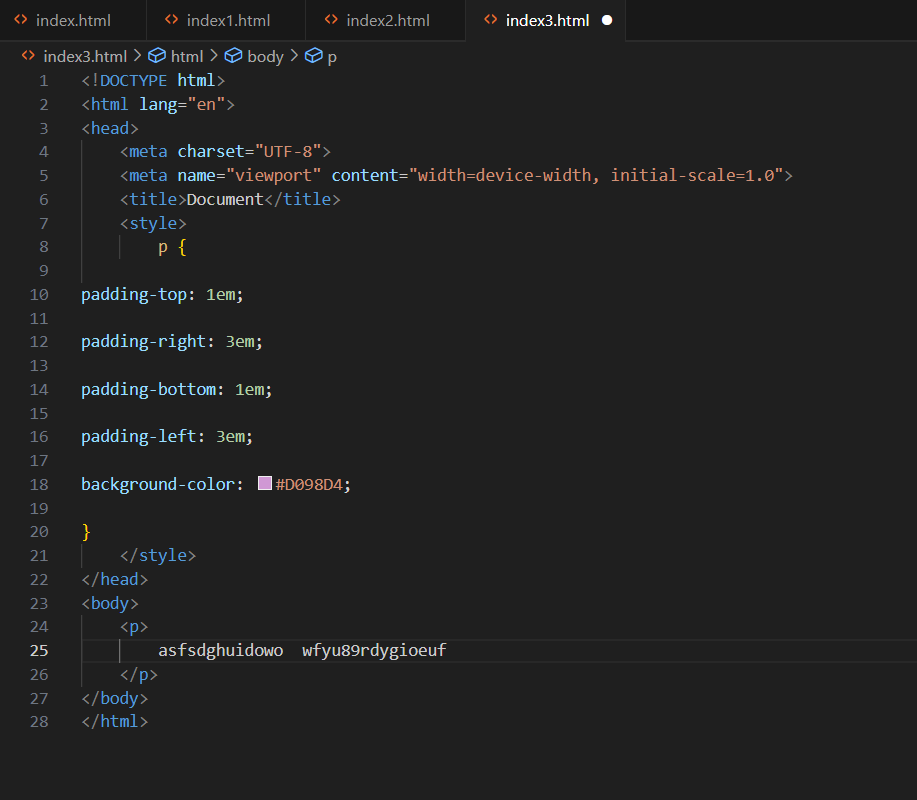 index.html index1.html index2.html index3.html
index3.html > html > body > p
1 <!DOCTYPE html>
2 <html lang="en">
3 <head>
4 <meta charset="UTF-8">
5 <meta name="viewport" content="width=device-width, initial-scale=1.0">
6 <title>Document</title>
7 <style>
8 p {
9
10 padding-top: 1em;
11
12 padding-right: 3em;
13
14 padding-bottom: 1em;
15
16 padding-left: 3em;
17
18 background-color: #D098D4;
19
20 }
21 </style>
22 </head>
23 <body>
24 <p>
25 asfsdghuidowo  wfyu89rdygioeuf
26 </p>
27 </body>
28 </html>